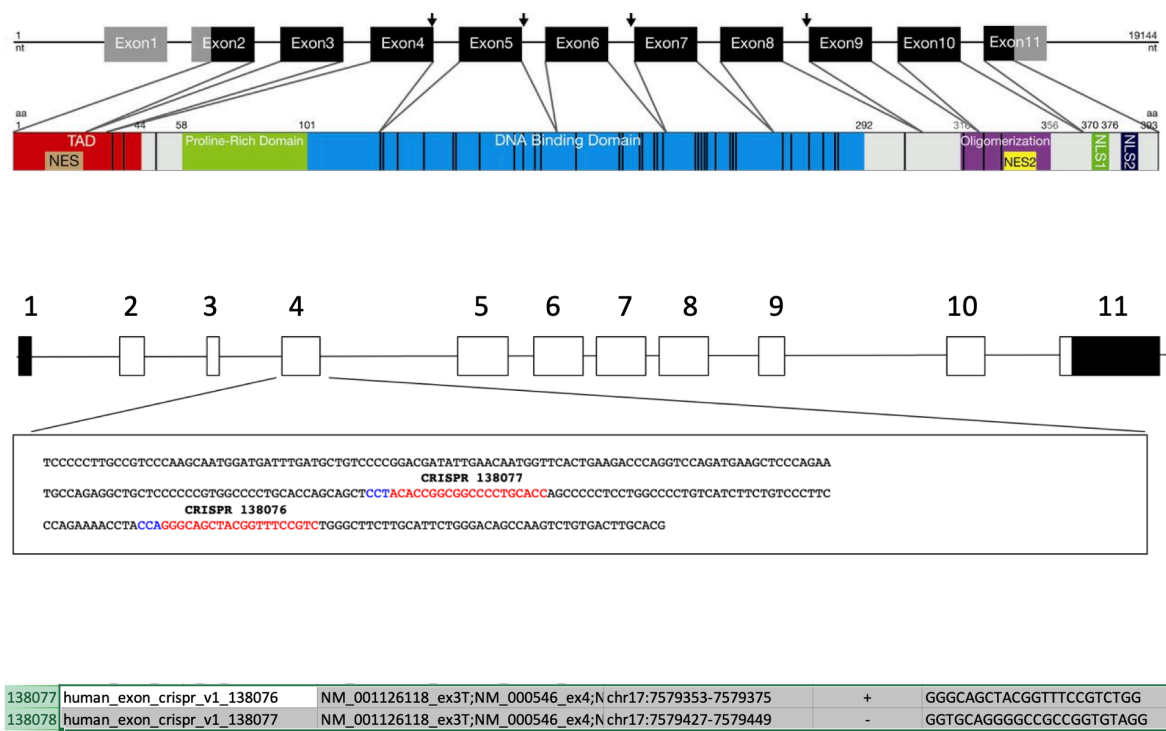 1
nt
Exon1 Exon2 Exon3 Exon4 Exon5 Exon6 Exon7 Exon8 Exon9 Exon10 Exon11
19144
nt
aa
1 44 58 101 292 356 370 376 393
aa
TAD Proline-Rich Domain DNA Binding Domain Oligomerization
NES NES2 NLS1 NLS2
1 2 3 4 5 6 7 8 9 10 11
TCCCCCTTGCCGTCCCAAGCAATGGATGATTTGATGCTGTCCCCGGACGATATTGAACAATGGTTCACTGAAGACCCAGGTCCAGATGAAGCTCCCAGAA
CRISPR 138077
TGCCAGAGGCTGCTCCCCCCGTGGCCCCTGCACCAGCAGCTCCTACACCGGCGGCCCCTGCACCAGCCCCCTCCTGGCCCCTGTCATCTTCTGTCCCTTC
CRISPR 138076
CCAGAAAACCTACCAGGGCAGCTACGGTTTCCGTCTGGGCTTCTTGCATTCTGGGACAGCCAAGTCTGTGACTTGCACG
138077 human_exon_crispr_v1_138076 NM_001126118_ex3T;NM_000546_ex4;N chr17:7579353-7579375 + GGGCAGCTACGGTTTCCGTCTGG
138078 human_exon_crispr_v1_138077 NM_001126118_ex3T;NM_000546_ex4;N chr17:7579427-7579449 - GGTGCAGGGGCCGCCGGTGTAGG